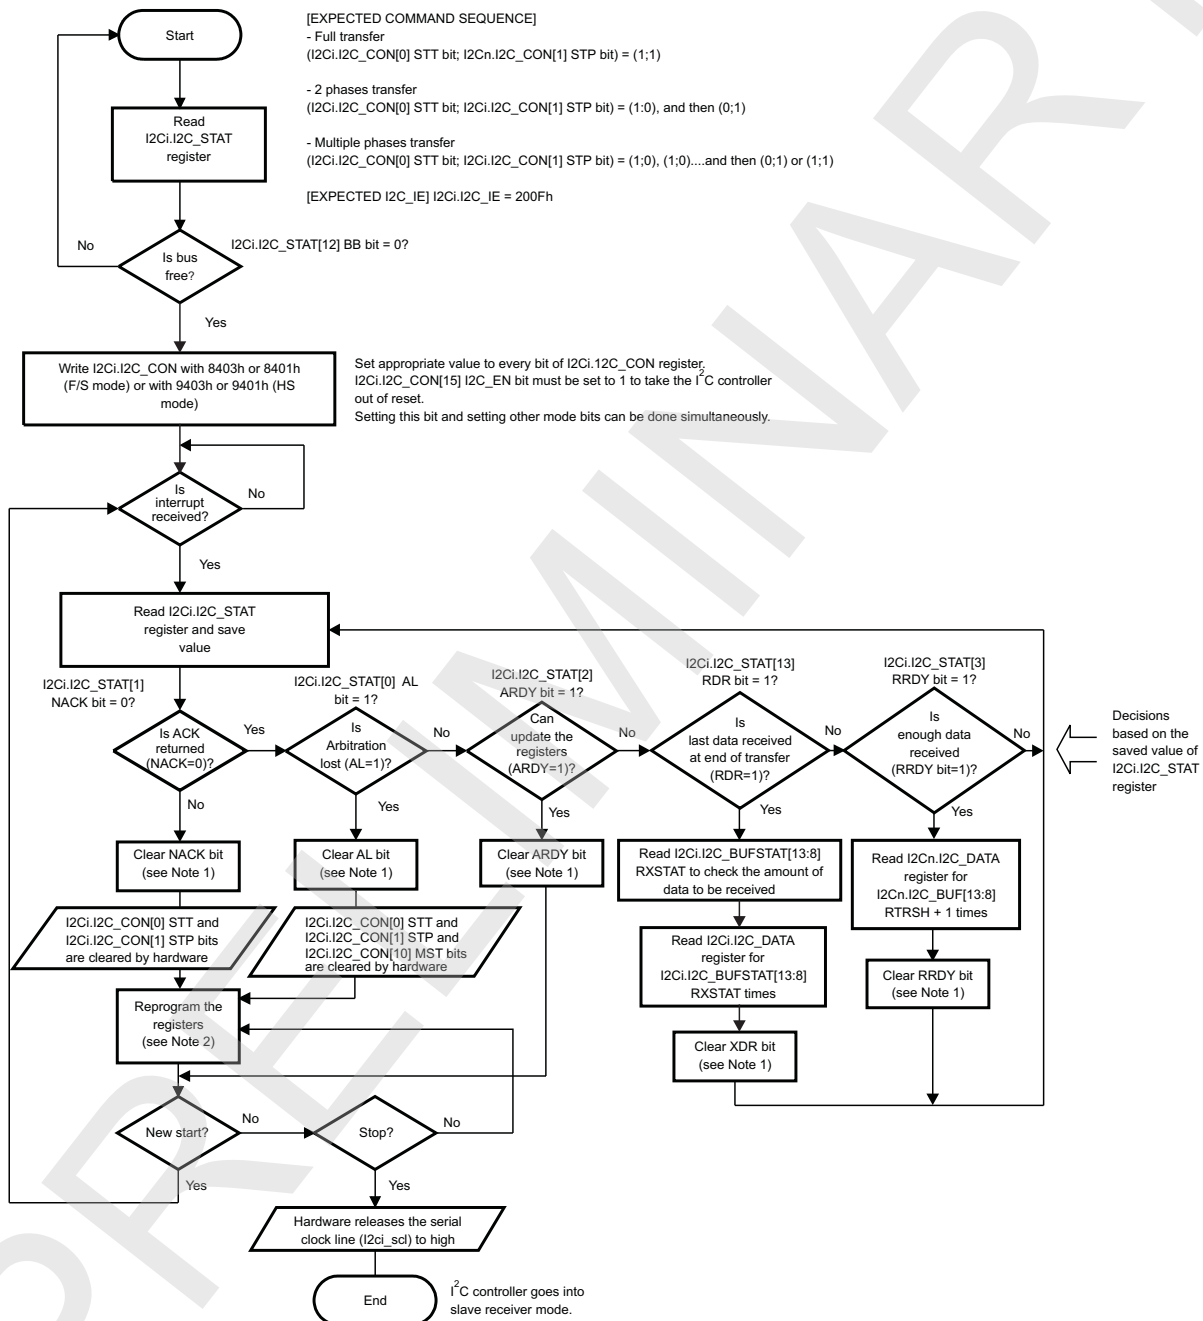 Start
[EXPECTED COMMAND SEQUENCE]
- Full transfer
(I2Ci.I2C_CON[0] STT bit; I2Cn.I2C_CON[1] STP bit) = (1;1)
- 2 phases transfer
(I2Ci.I2C_CON[0] STT bit; I2Ci.I2C_CON[1] STP bit) = (1:0), and then (0;1)
- Multiple phases transfer
(I2Ci.I2C_CON[0] STT bit; I2Ci.I2C_CON[1] STP bit) = (1;0), (1;0)....and then (0;1) or (1;1)
[EXPECTED I2C_IE] I2Ci.I2C_IE = 200Fh
Read
I2Ci.I2C_STAT
register
No
I2Ci.I2C_STAT[12] BB bit = 0?
Is bus
free?
Yes
Write I2Ci.I2C_CON with 8403h or 8401h
(F/S mode) or with 9403h or 9401h (HS
mode)
Set appropriate value to every bit of I2Ci.12C_CON register.
I2Ci.I2C_CON[15] I2C_EN bit must be set to 1 to take the I2C controller
out of reset.
Setting this bit and setting other mode bits can be done simultaneously.
Is
interrupt
received?
No
Yes
Read I2Ci.I2C_STAT
register and save
value
I2Ci.I2C_STAT[1]
NACK bit = 0?
Is ACK
returned
(NACK=0)?
Yes
No
I2Ci.I2C_STAT[0] AL
bit = 1?
Is
Arbitration
lost (AL=1)?
No
Yes
I2Ci.I2C_STAT[2]
ARDY bit = 1?
Can
update the
registers
(ARDY=1)?
No
Yes
I2Ci.I2C_STAT[13]
RDR bit = 1?
Is
last data received
at end of transfer
(RDR=1)?
No
Yes
I2Ci.I2C_STAT[3]
RRDY bit = 1?
Is
enough data
received
(RRDY bit=1)?
No
Yes
Decisions
based on the
saved value of
I2Ci.I2C_STAT
register
Clear NACK bit
(see Note 1)
Clear AL bit
(see Note 1)
Clear ARDY bit
(see Note 1)
Read I2Ci.I2C_BUFSTAT[13:8]
RXSTAT to check the amount of
data to be received
Read I2Cn.I2C_DATA
register for
I2Cn.I2C_BUF[13:8]
RTRSH + 1 times
I2Ci.I2C_CON[0] STT and
I2Ci.I2C_CON[1] STP bits
are cleared by hardware
I2Ci.I2C_CON[0] STT and
I2Ci.I2C_CON[1] STP and
I2Ci.I2C_CON[10] MST bits
are cleared by hardware
Read I2Ci.I2C_DATA
register for
I2Ci.I2C_BUFSTAT[13:8]
RXSTAT times
Clear RRDY bit
(see Note 1)
Reprogram the
registers
(see Note 2)
Clear XDR bit
(see Note 1)
New start?
No
Yes
Stop?
No
Yes
Hardware releases the serial
clock line (I2ci_scl) to high
End
I2C controller goes into
slave receiver mode.
PRELIMINARY